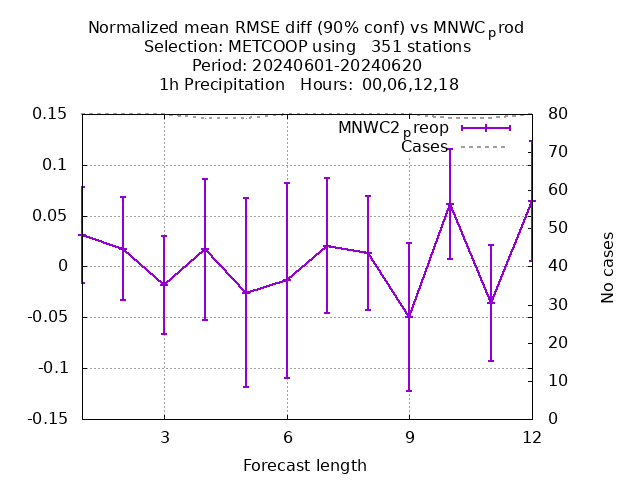 Normalized mean RMSE diff (90% conf) vs MNWCprod
Selection: METCOOP using   351 stations
Period: 20240601-20240620
1h Precipitation   Hours:  00,06,12,18
MNWC2preop
Cases
0.15
0.1
0.05
0
-0.05
-0.1
-0.15
80
70
60
50
40
30
20
10
0
No cases
3
6
9
12
Forecast length